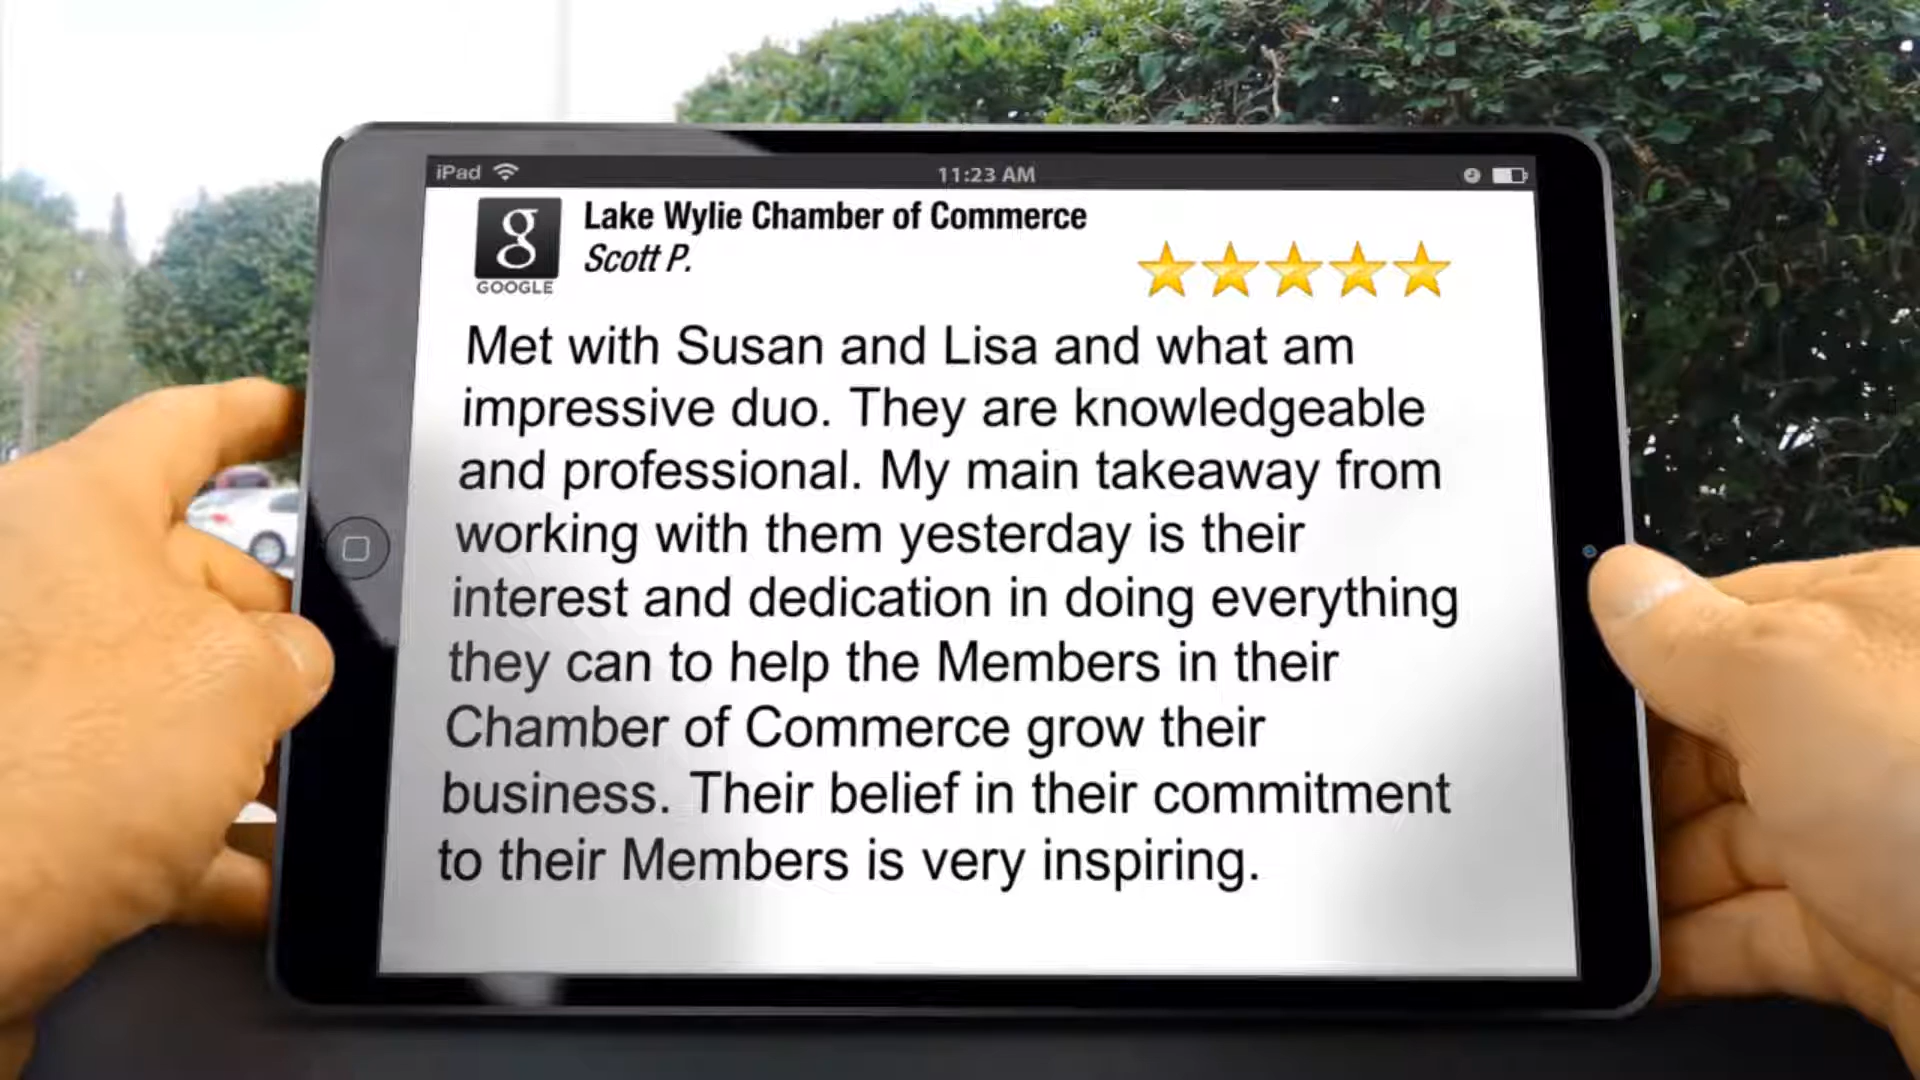 iPad
11:23 AM
g
GOOGLE
Lake Wylie Chamber of Commerce
Scott P.
Met with Susan and Lisa and what am
impressive duo. They are knowledgeable
and professional. My main takeaway from
working with them yesterday is their
interest and dedication in doing everything
they can to help the Members in their
Chamber of Commerce grow their
business. Their belief in their commitment
to their Members is very inspiring.